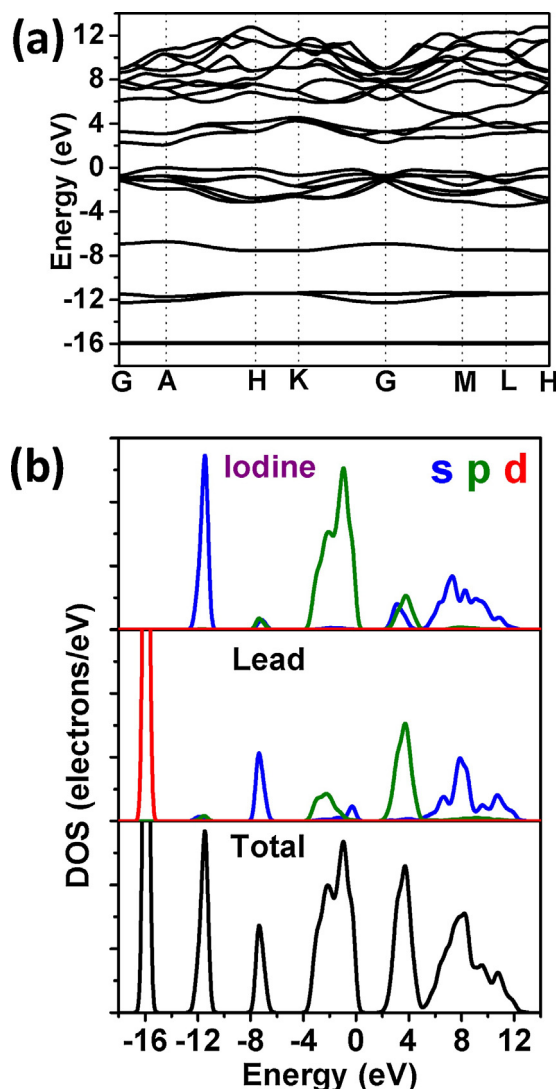 (a)
12
8
4
0
-4
-8
-12
-16
Energy (eV)
G A H K G M L H
(b)
Iodine
s p d
Lead
Total
DOS (electrons/eV)
-16 -12 -8 -4 0 4 8 12
Energy (eV)